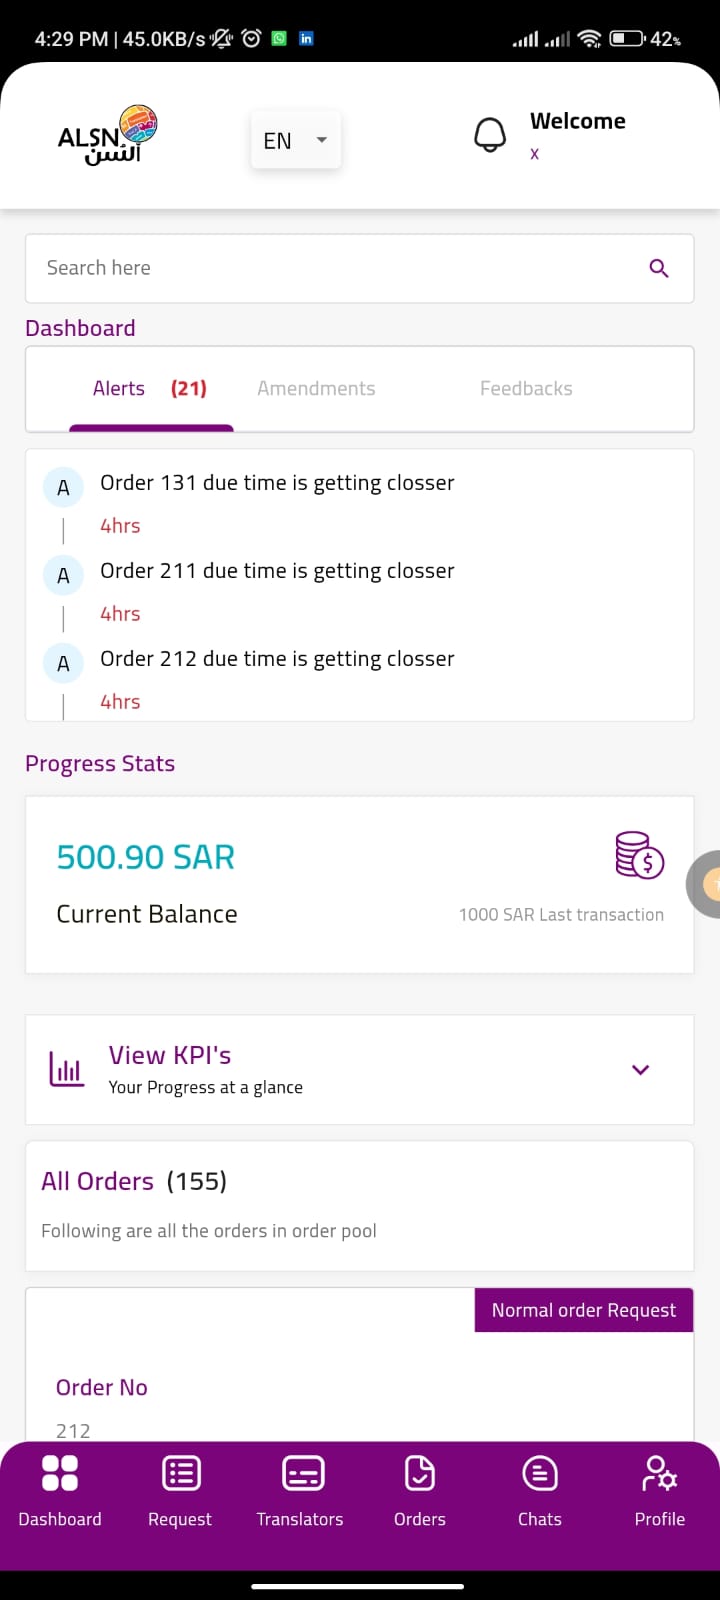 4:29 PM | 45.0KB/s
42%
ALSN
ألسن
EN
Welcome
x
Search here
Dashboard
Alerts (21) Amendments Feedbacks
A Order 131 due time is getting closser
4hrs
A Order 211 due time is getting closser
4hrs
A Order 212 due time is getting closser
4hrs
Progress Stats
500.90 SAR
Current Balance 1000 SAR Last transaction
View KPI's
Your Progress at a glance
All Orders (155)
Following are all the orders in order pool
Normal order Request
Order No
212
Dashboard Request Translators Orders Chats Profile